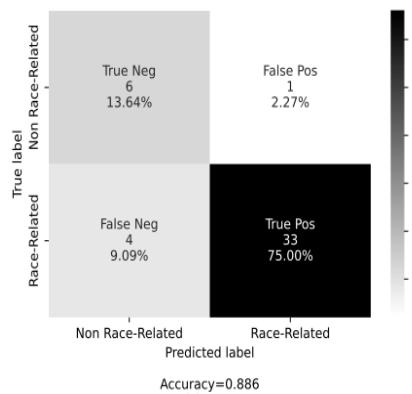 True label
Non Race-Related
Race-Related
True Neg
6
13.64%
False Pos
1
2.27%
False Neg
4
9.09%
True Pos
33
75.00%
Non Race-Related
Race-Related
Predicted label
Accuracy=0.886